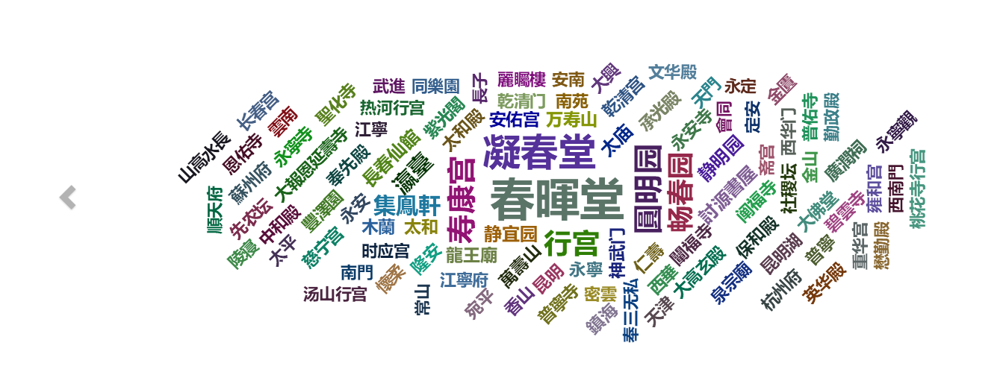 武進
同樂園
長子
麗矚樓
安南
大興
文华殿
长春宫
雲南
聖化寺
热河行宫
紫光閣
乾清门
南苑
乾清宫
承光殿
天門
永定
金匱
山高水長
恩佑寺
永寧寺
江寧
太和殿
安佑宫
万寿山
太庙
永安寺
會同
定安
西华门
普佑寺
勤政殿
永寧觀
蘇州府
大報恩延壽寺
奉先殿
長春仙館
瀛臺
凝春堂
圓明园
畅春园
静明园
斋宫
金山
廣潤祠
順天府
先农坛
中和殿
豐澤園
永安
集鳳軒
寿康宫
春暉堂
討源書屋
阐福寺
社稷坛
大佛堂
碧雲寺
雍和宫
西南門
桃花寺行宫
陵寝
太平
慈宁宫
木蘭
太和
静宜园
行宫
神武门
仁壽
闡福寺
保和殿
昆明湖
普寧
重华宫
懋勤殿
时应宫
隆安
龍王廟
萬壽山
永寧
西華
大高玄殿
泉宗廟
杭州府
英华殿
南門
懷柔
江寧府
香山
昆明
普寧寺
密雲
汤山行宫
常山
宛平
鎮海
奉三无私
天津